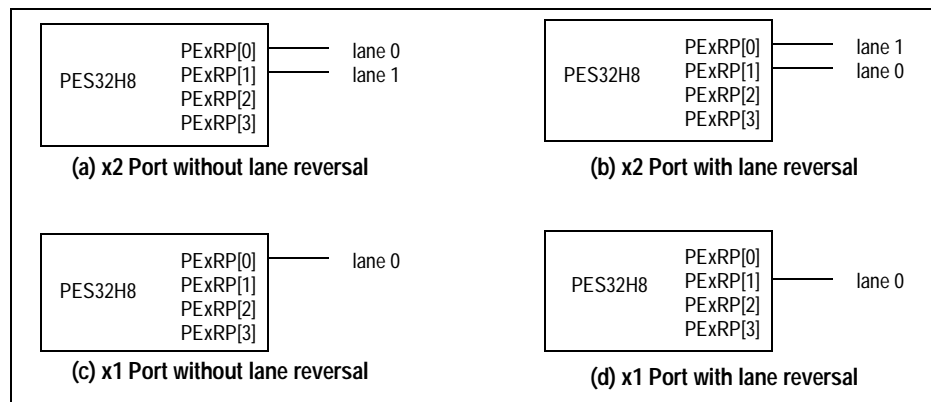 PES32H8
PExRP[0] lane 0
PExRP[1] lane 1
PExRP[2]
PExRP[3]
(a) x2 Port without lane reversal
PES32H8
PExRP[0] lane 1
PExRP[1] lane 0
PExRP[2]
PExRP[3]
(b) x2 Port with lane reversal
PES32H8
PExRP[0] lane 0
PExRP[1]
PExRP[2]
PExRP[3]
(c) x1 Port without lane reversal
PES32H8
PExRP[0]
PExRP[1] lane 0
PExRP[2]
PExRP[3]
(d) x1 Port with lane reversal